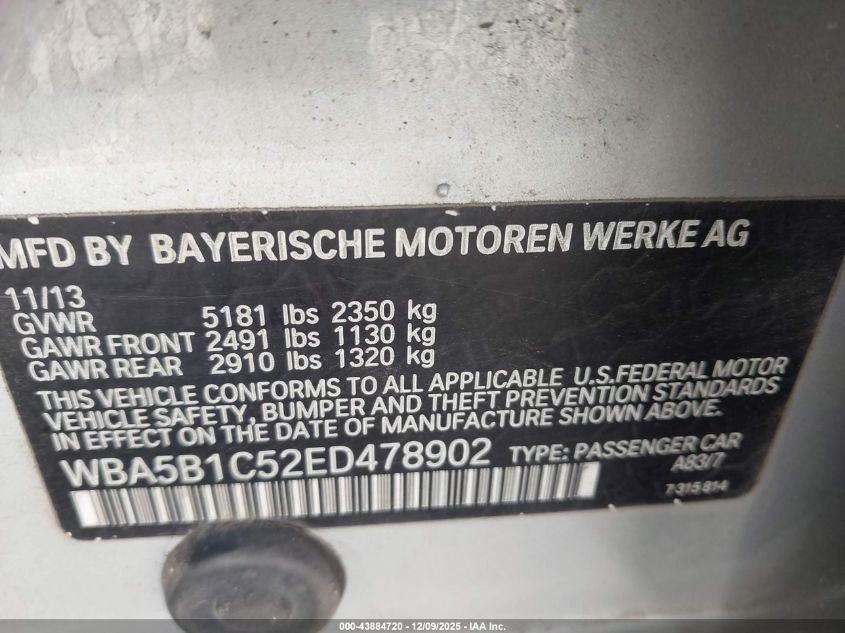 MFD BY BAYERISCHE MOTOREN WERKE AG
11/13
GVWR 5181 lbs 2350 kg
GAWR FRONT 2491 lbs 1130 kg
GAWR REAR 2910 lbs 1320 kg
THIS VEHICLE CONFORMS TO ALL APPLICABLE U.S.FEDERAL MOTOR
VEHICLE SAFETY, BUMPER AND THEFT PREVENTION STANDARDS
IN EFFECT ON THE DATE OF MANUFACTURE SHOWN ABOVE.
WBA5B1C52ED478902 TYPE: PASSENGER CAR
A83/7
7315814
000-43884720 - 12/09/2025 - IAA Inc.